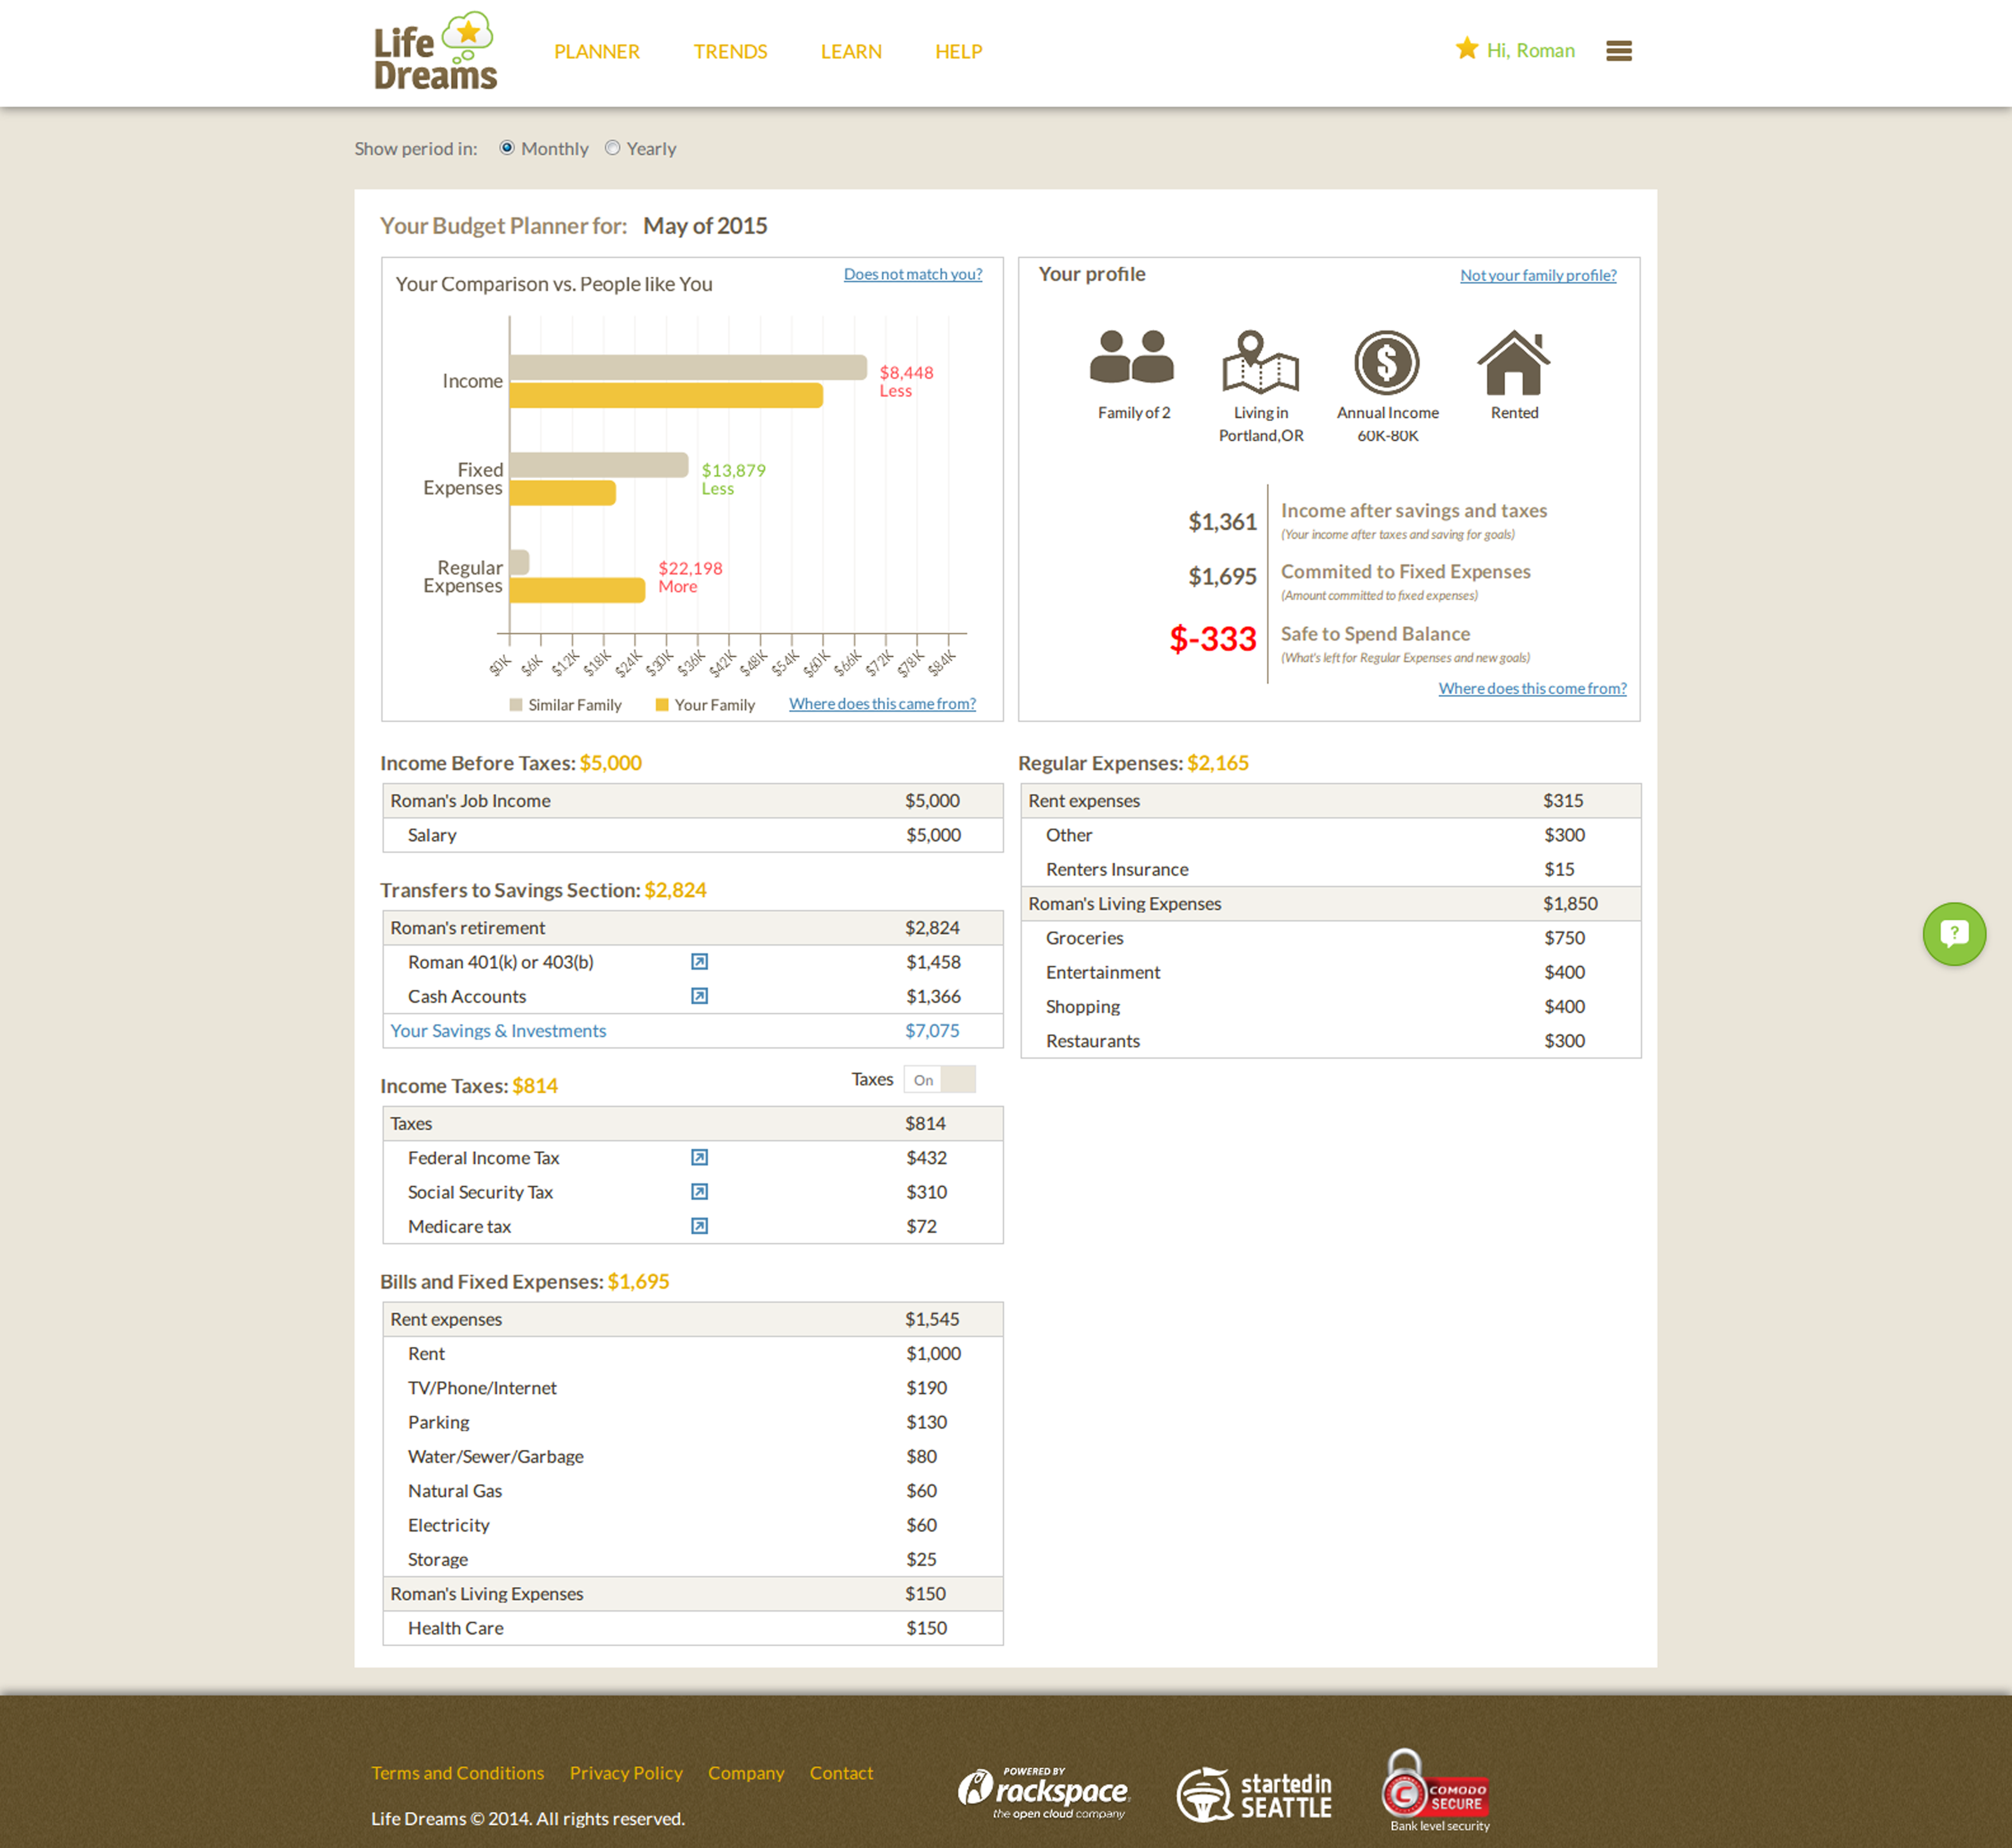 Life Dreams
PLANNER TRENDS LEARN HELP
Hi, Roman
Show period in: Monthly Yearly
Your Budget Planner for: May of 2015
Your Comparison vs. People like You
Does not match you?
Income
$8,448
Less
Fixed
Expenses
$13,879
Less
Regular
Expenses
$22,198
More
$0K $6K $12K $18K $24K $30K $36K $42K $48K $54K $60K $66K $72K $78K $84K
Similar Family Your Family Where does this came from?
Your profile
Not your family profile?
Family of 2
Living in
Portland,OR
Annual Income
60K-80K
Rented
$1,361 Income after savings and taxes
(Your income after taxes and saving for goals)
$1,695 Commited to Fixed Expenses
(Amount committed to fixed expenses)
$-333 Safe to Spend Balance
(What's left for Regular Expenses and new goals)
Where does this come from?
Income Before Taxes: $5,000
Roman's Job Income $5,000
Salary $5,000
Transfers to Savings Section: $2,824
Roman's retirement $2,824
Roman 401(k) or 403(b) $1,458
Cash Accounts $1,366
Your Savings & Investments $7,075
Income Taxes: $814
Taxes On
Taxes $814
Federal Income Tax $432
Social Security Tax $310
Medicare tax $72
Bills and Fixed Expenses: $1,695
Rent expenses $1,545
Rent $1,000
TV/Phone/Internet $190
Parking $130
Water/Sewer/Garbage $80
Natural Gas $60
Electricity $60
Storage $25
Roman's Living Expenses $150
Health Care $150
Regular Expenses: $2,165
Rent expenses $315
Other $300
Renters Insurance $15
Roman's Living Expenses $1,850
Groceries $750
Entertainment $400
Shopping $400
Restaurants $300
?
Terms and Conditions Privacy Policy Company Contact
Life Dreams © 2014. All rights reserved.
POWERED BY
rackspace
the open cloud company
started in
SEATTLE
C COMODO
SECURE
Bank level security